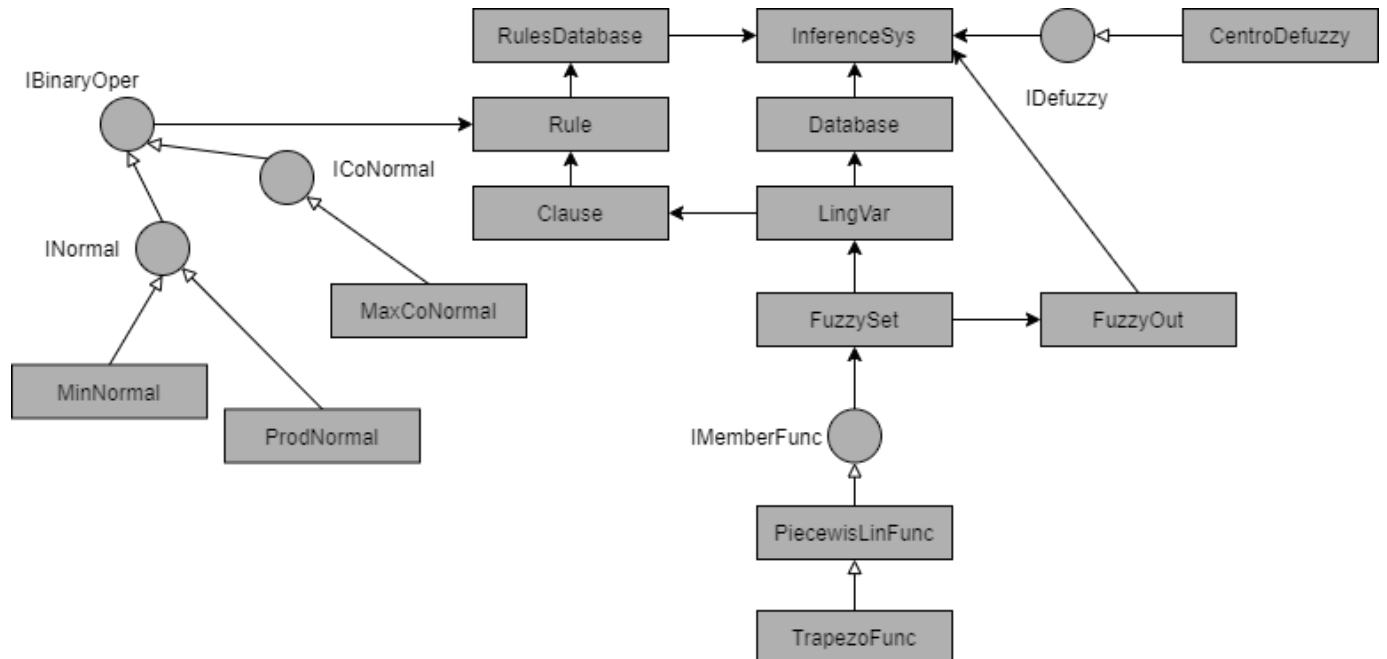 RulesDatabase
InferenceSys
CentroDefuzzy
IBinaryOper
IDefuzzy
Rule
Database
ICoNormal
Clause
LingVar
INormal
MaxCoNormal
FuzzySet
FuzzyOut
MinNormal
ProdNormal
IMemberFunc
PiecewisLinFunc
TrapezoFunc